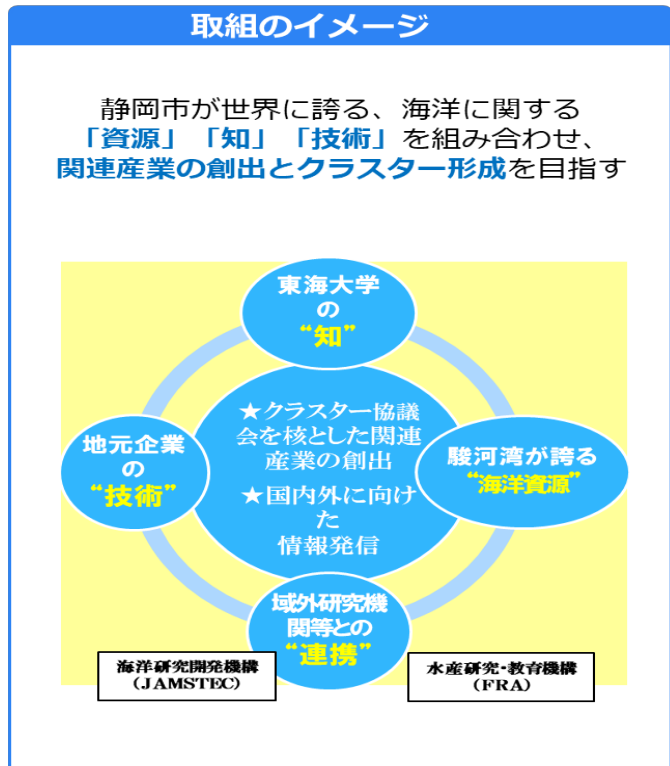 取組のイメージ
静岡市が世界に誇る、海洋に関する
「資源」「知」「技術」を組み合わせ、
関連産業の創出とクラスター形成を目指す
東海大学
の
“知”
★クラスター協議
会を核とした関連
産業の創出
★国内外に向け
た
情報発信
地元企業
の
“技術”
駿河湾が誇る
“海洋資源”
域外研究機
関等との
“連携”
海洋研究開発機構
（JAMSTEC）
水産研究・教育機構
（FRA）